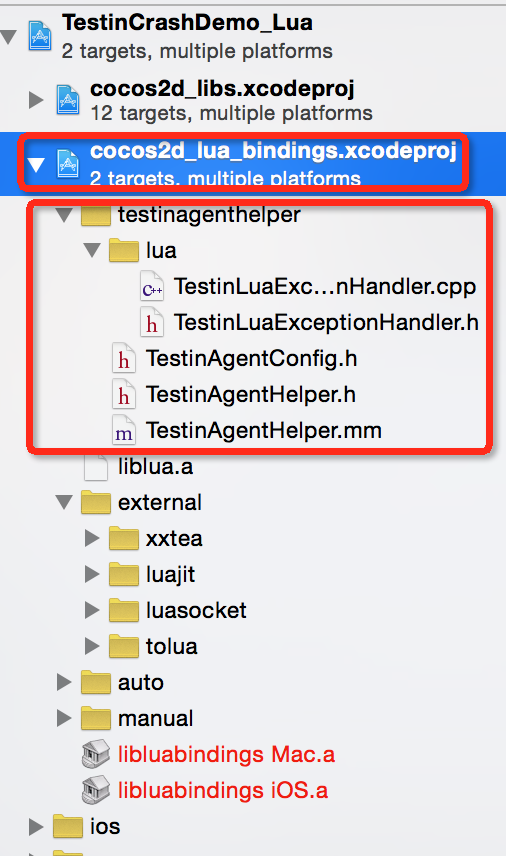 TestinCrashDemo_Lua
2 targets, multiple platforms
cocos2d_libs.xcodeproj
12 targets, multiple platforms
cocos2d_lua_bindings.xcodeproj
2 targets, multiple platforms
testinagenthelper
lua
C++ TestinLuaExc...nHandler.cpp
h TestinLuaExceptionHandler.h
h TestinAgentConfig.h
h TestinAgentHelper.h
m TestinAgentHelper.mm
liblua.a
external
xxtea
luajit
luasocket
tolua
auto
manual
libluabindings Mac.a
libluabindings iOS.a
ios